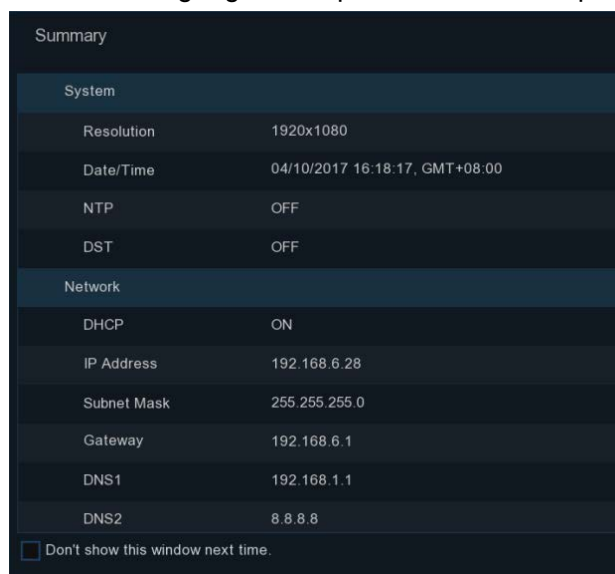 Summary
System
Resolution 1920x1080
Date/Time 04/10/2017 16:18:17, GMT+08:00
NTP OFF
DST OFF
Network
DHCP ON
IP Address 192.168.6.28
Subnet Mask 255.255.255.0
Gateway 192.168.6.1
DNS1 192.168.1.1
DNS2 8.8.8.8
Don't show this window next time.